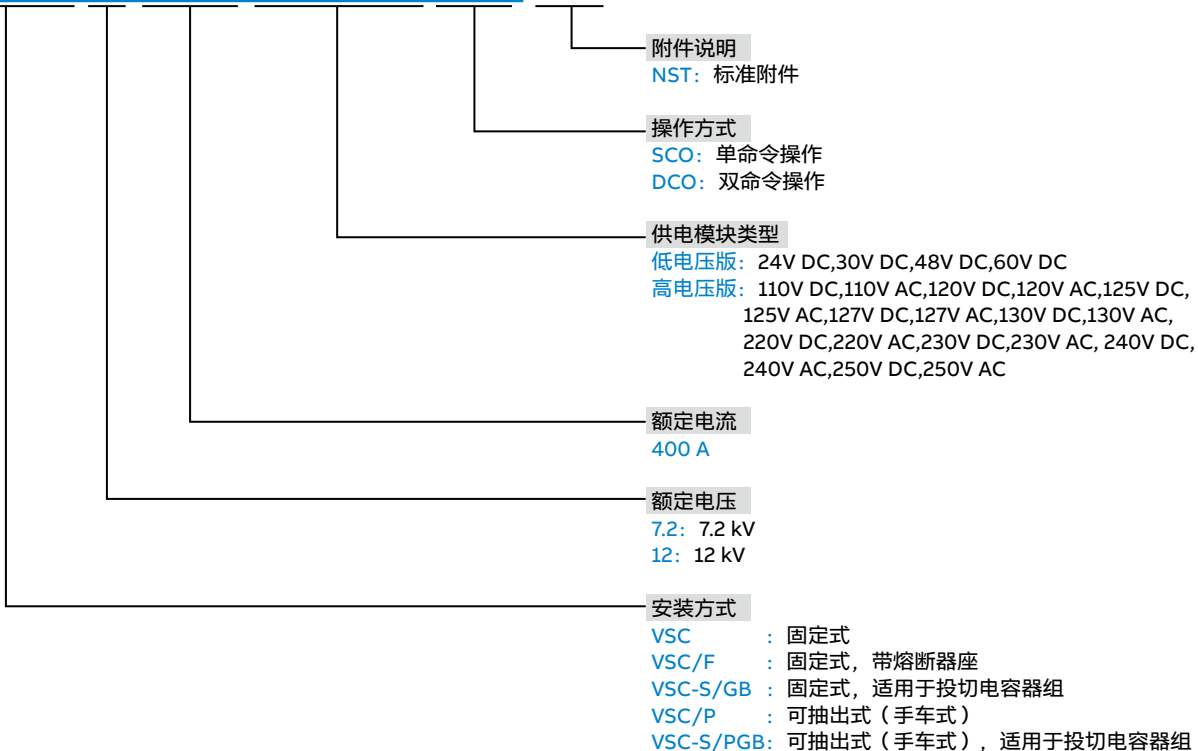 附件说明
NST：标准附件
操作方式
SCO：单命令操作
DCO：双命令操作
供电模块类型
低电压版：24V DC,30V DC,48V DC,60V DC
高电压版：110V DC,110V AC,120V DC,120V AC,125V DC,
125V AC,127V DC,127V AC,130V DC,130V AC,
220V DC,220V AC,230V DC,230V AC, 240V DC,
240V AC,250V DC,250V AC
额定电流
400 A
额定电压
7.2：7.2 kV
12：12 kV
安装方式
VSC ：固定式
VSC/F ：固定式，带熔断器座
VSC-S/GB ：固定式，适用于投切电容器组
VSC/P ：可抽出式（手车式）
VSC-S/PGB：可抽出式（手车式），适用于投切电容器组